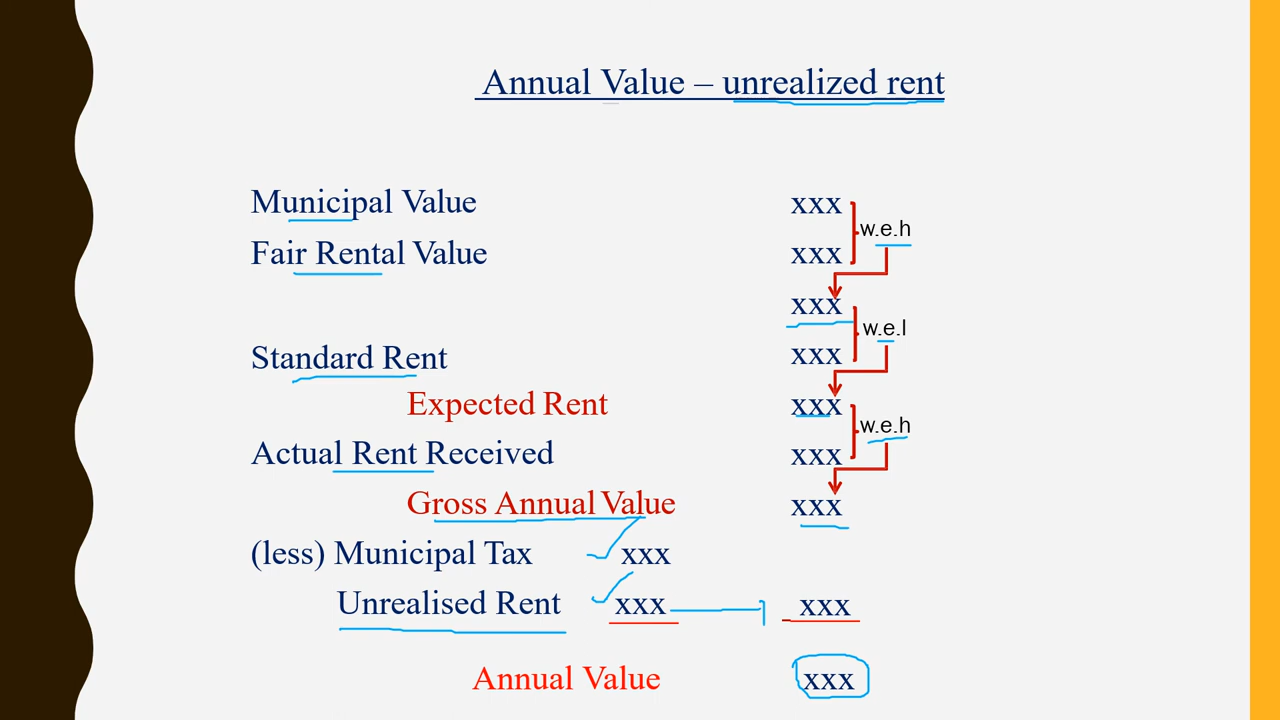 Annual Value – unrealized rent
Municipal Value xxx
w.e.h
Fair Rental Value xxx
xxx
w.e.l
Standard Rent xxx
Expected Rent xxx
w.e.h
Actual Rent Received xxx
Gross Annual Value xxx
(less) Municipal Tax xxx
Unrealised Rent xxx xxx
Annual Value xxx